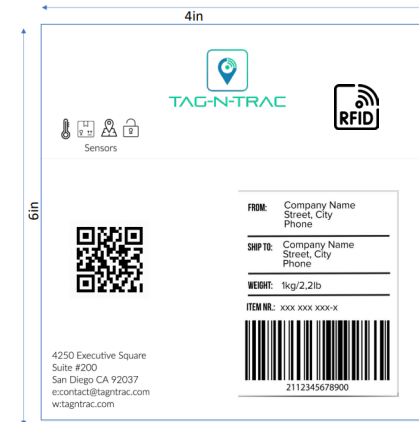 4in
TAG-N-TRAC
RFID
Sensors
6in
FROM: Company Name
Street, City
Phone
SHIP TO: Company Name
Street, City
Phone
WEIGHT: 1kg/2,2lb
ITEM NR.: xxx xxx xxx-x
2112345678900
4250 Executive Square
Suite #200
San Diego CA 92037
e:contact@tagntrac.com
w:tagntrac.com